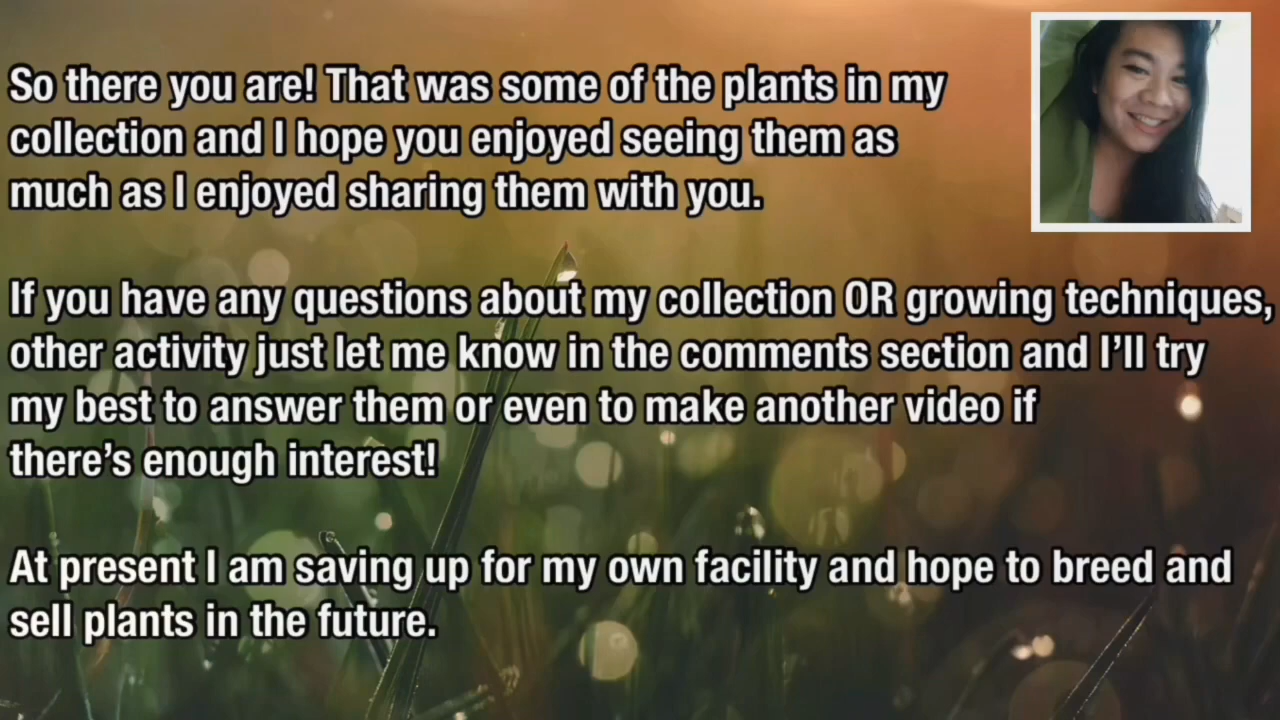 So there you are! That was some of the plants in my
collection and I hope you enjoyed seeing them as
much as I enjoyed sharing them with you.
If you have any questions about my collection OR growing techniques,
other activity just let me know in the comments section and I’ll try
my best to answer them or even to make another video if
there’s enough interest!
At present I am saving up for my own facility and hope to breed and
sell plants in the future.